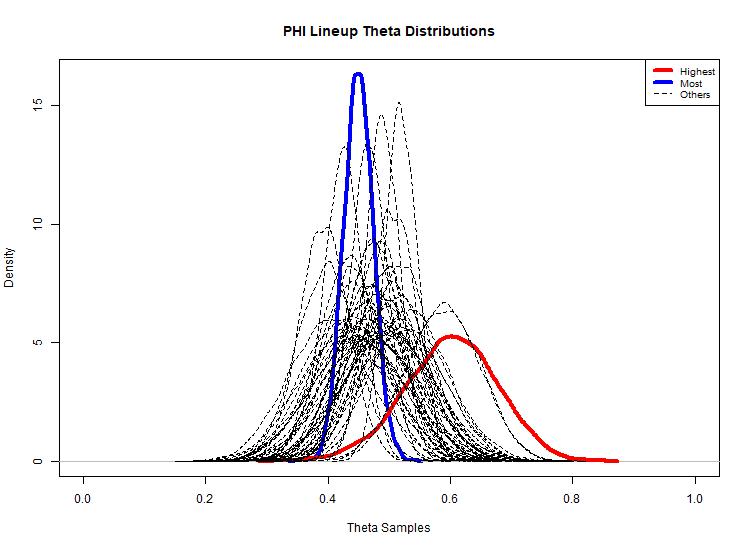 PHI Lineup Theta Distributions
Highest
Most
Others
Density
15
10
5
0
0.0 0.2 0.4 0.6 0.8 1.0
Theta Samples